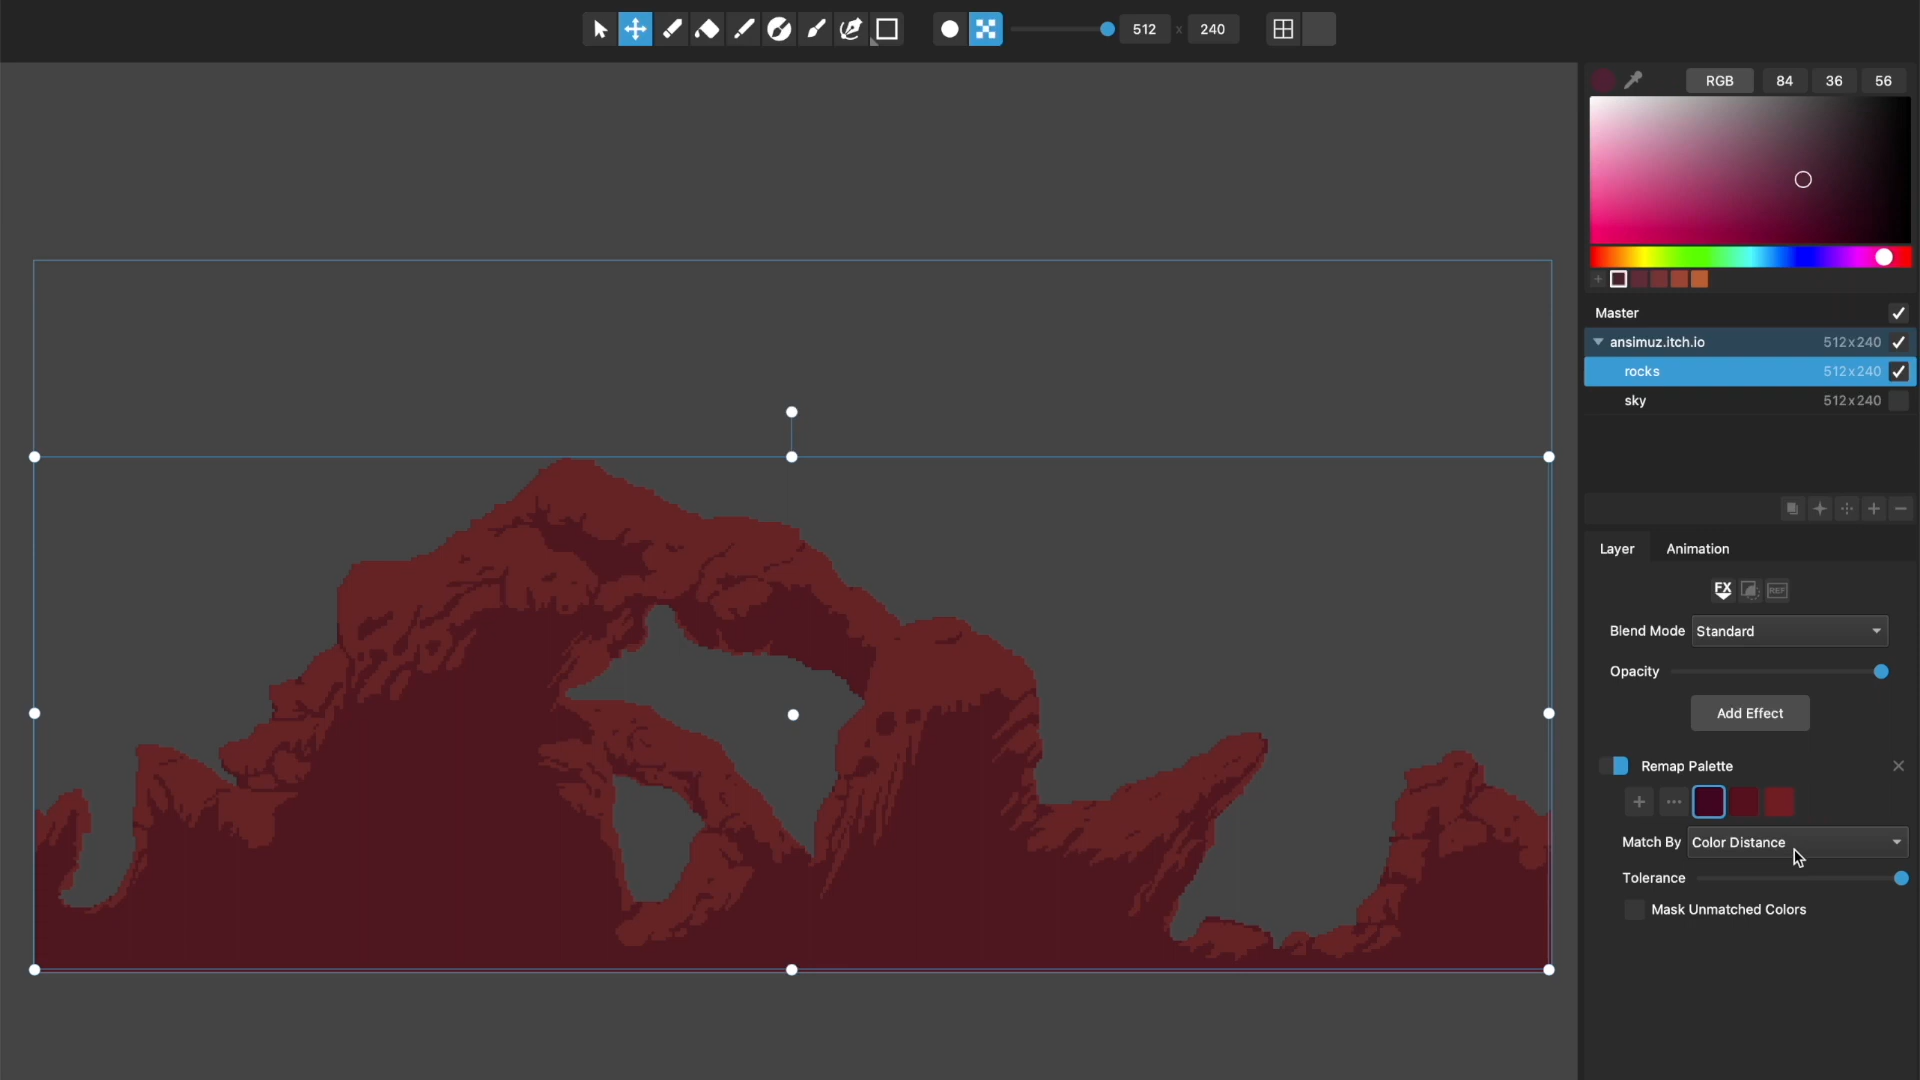 512 x 240
RGB 84 36 56
Master
ansimuz.itch.io 512x240
rocks 512x240
sky 512x240
Layer Animation
FX REF
Blend Mode Standard
Opacity
Add Effect
Remap Palette
Match By Color Distance
Tolerance
Mask Unmatched Colors